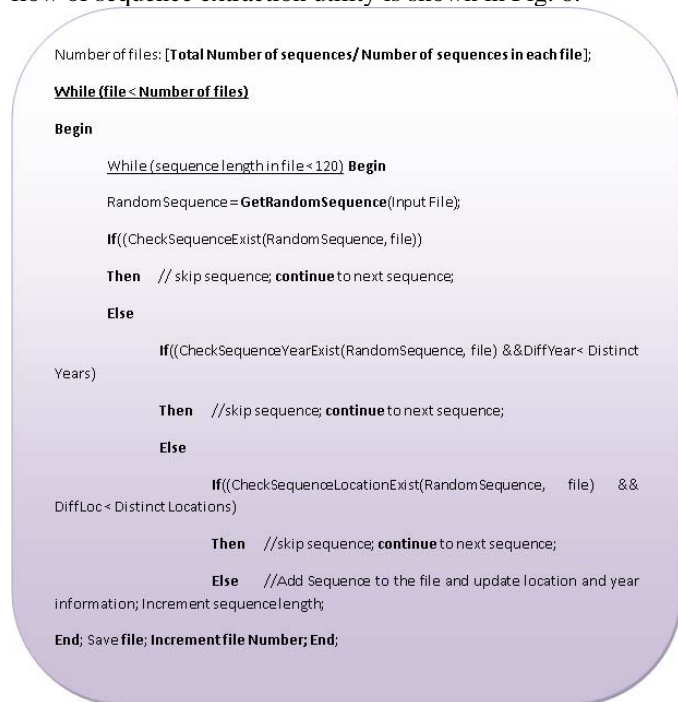 flow of sequence extraction utility is shown in Fig. 6.
Number of files: [Total Number of sequences/ Number of sequences in each file];
While (file < Number of files)
Begin
While (sequence length in file < 120) Begin
RandomSequence = GetRandomSequence(Input File);
If((CheckSequenceExist(RandomSequence, file))
Then // skip sequence; continue to next sequence;
Else
If((CheckSequenceYearExist(RandomSequence, file) &&DiffYear< Distinct
Years)
Then //skip sequence; continue to next sequence;
Else
If((CheckSequenceLocationExist(RandomSequence, file) &&
DiffLoc < Distinct Locations)
Then //skip sequence; continue to next sequence;
Else //Add Sequence to the file and update location and year
information; Increment sequence length;
End; Save file; Increment file Number; End;